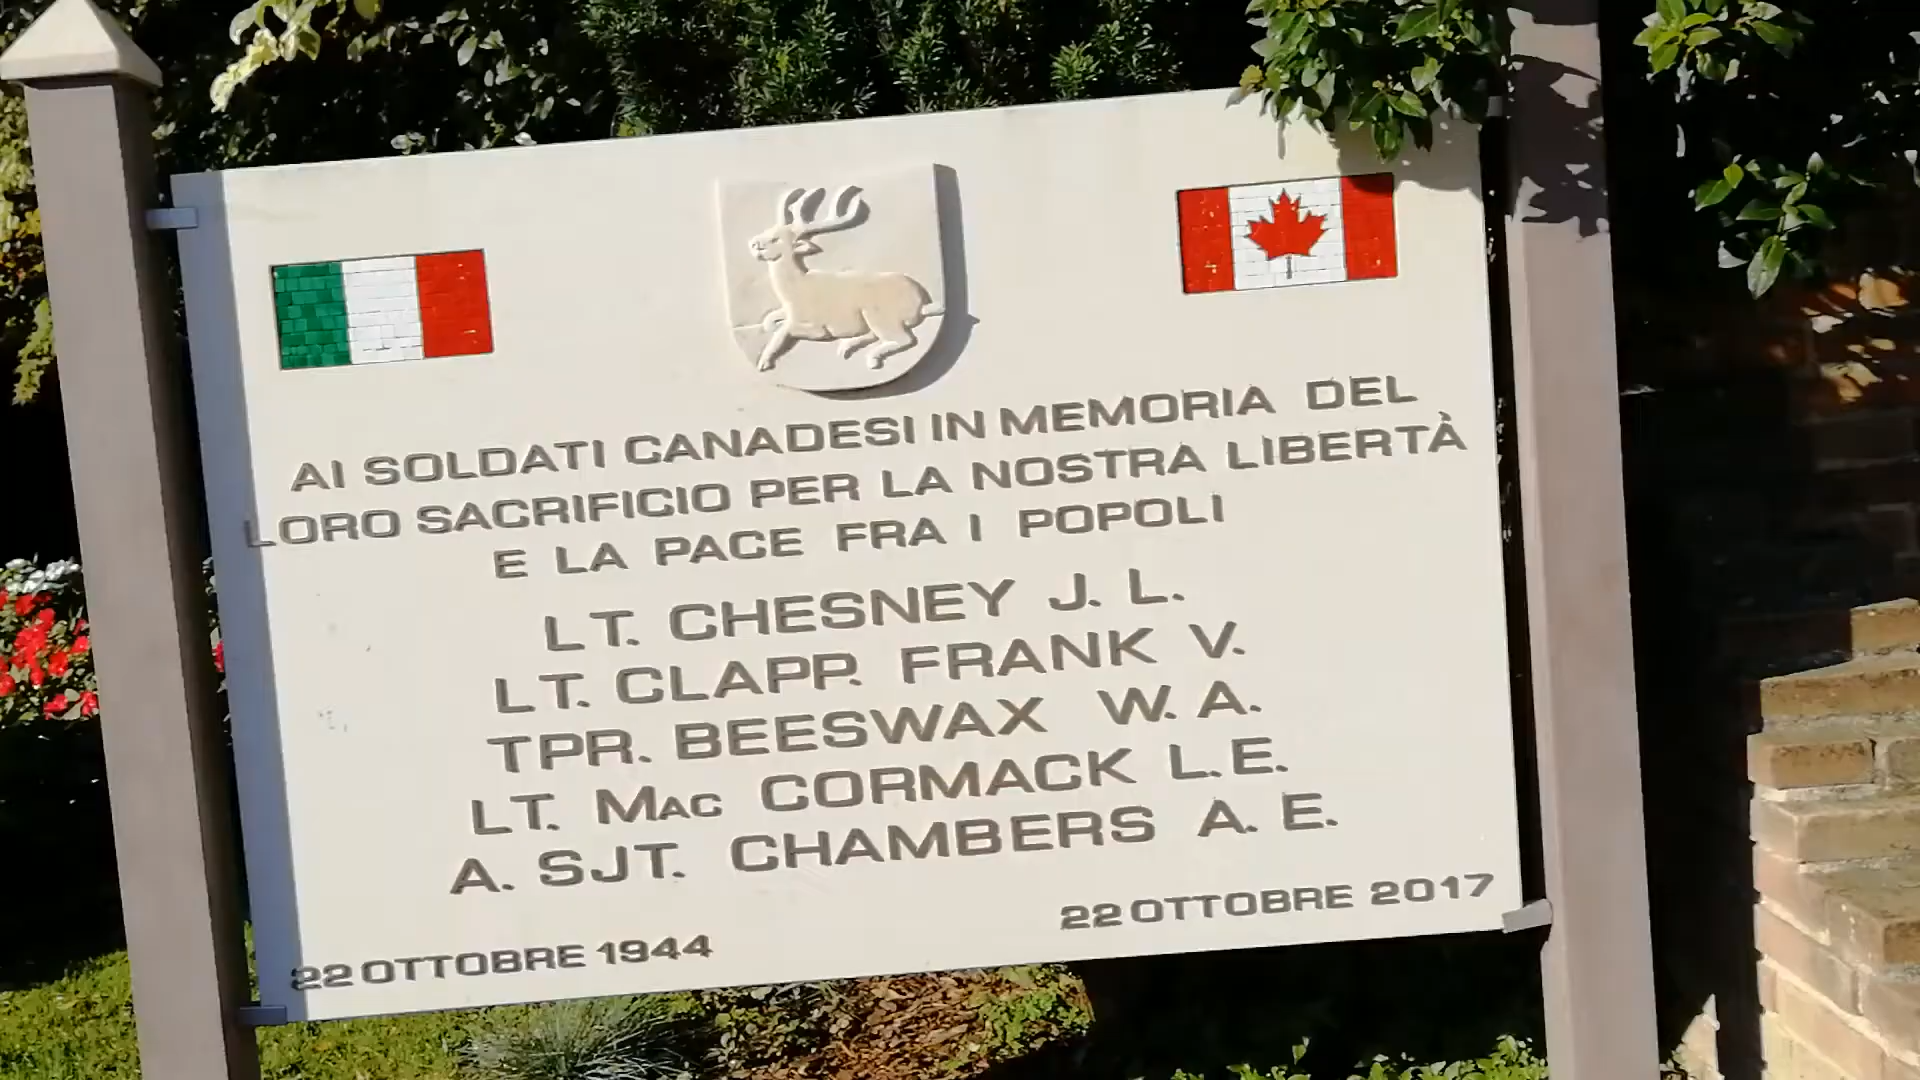 AI SOLDATI CANADESI IN MEMORIA DEL
LORO SACRIFICIO PER LA NOSTRA LIBERTÀ
E LA PACE FRA I POPOLI
LT. CHESNEY J. L.
LT. CLAPP. FRANK V.
TPR. BEESWAX W. A.
LT. MAC CORMACK L. E.
A. SJT. CHAMBERS A. E.
22 OTTOBRE 1944
22 OTTOBRE 2017